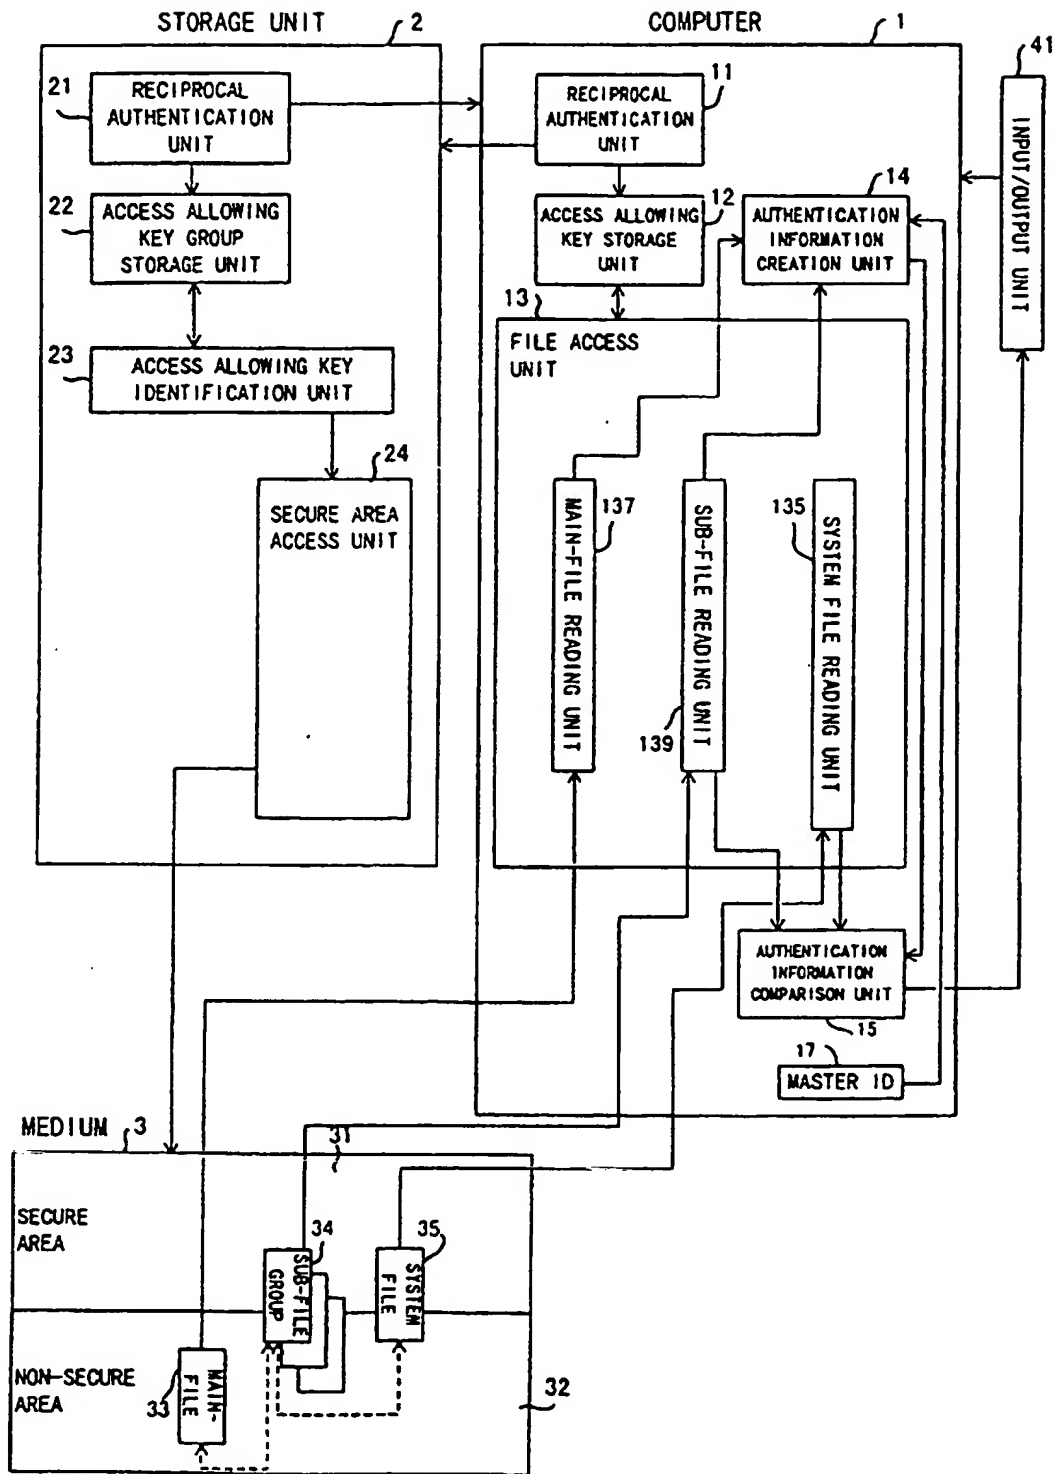 STORAGE UNIT
2
COMPUTER
1
41
INPUT/OUTPUT UNIT
21
RECIPROCAL
AUTHENTICATION
UNIT
11
RECIPROCAL
AUTHENTICATION
UNIT
22
ACCESS ALLOWING
KEY GROUP
STORAGE UNIT
12
ACCESS ALLOWING
KEY STORAGE
UNIT
14
AUTHENTICATION
INFORMATION
CREATION UNIT
23
ACCESS ALLOWING KEY
IDENTIFICATION UNIT
13
FILE ACCESS
UNIT
24
SECURE AREA
ACCESS UNIT
137
MAIN-FILE READING UNIT
139
SUB-FILE READING UNIT
135
SYSTEM FILE READING UNIT
AUTHENTICATION
INFORMATION
COMPARISON UNIT
15
17
MASTER ID
MEDIUM
3
31
SECURE
AREA
34
SUB-FILE
GROUP
35
SYSTEM
FILE
NON-SECURE
AREA
33
MAIN-
FILE
32